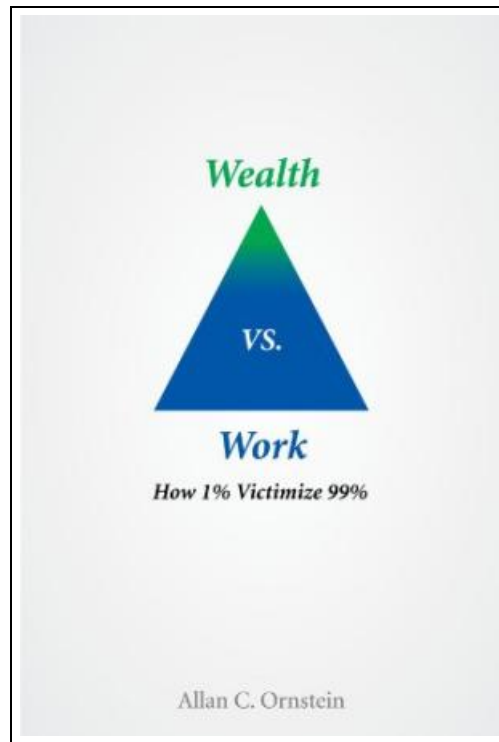 Wealth
VS.
Work
How 1% Victimize 99%
Allan C. Ornstein